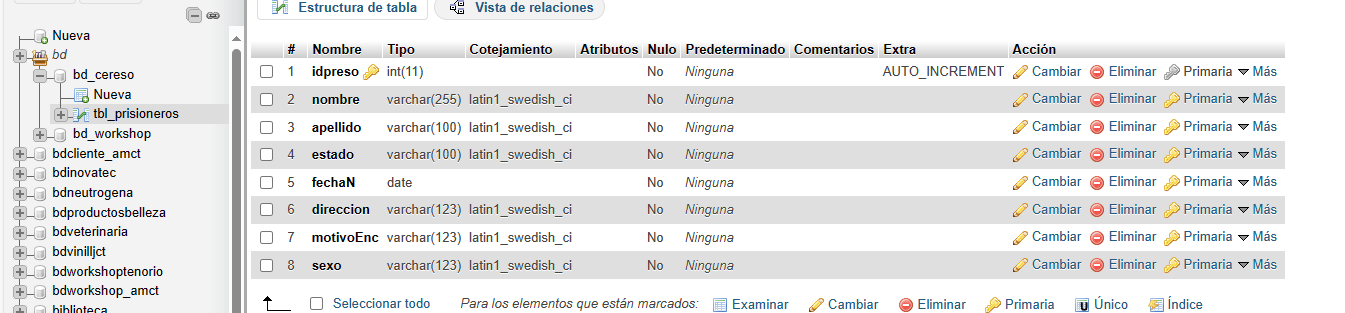 Estructura de tabla Vista de relaciones
Nueva
bd
bd_cereso
Nueva
tbl_prisioneros
bd_workshop
bdcliente_amct
bdinovatec
bdneutrogena
bdproductosbelleza
bdveterinaria
bdvinilljct
bdworkshoptenorio
bdworkshop_amct
biblioteca
# Nombre Tipo Cotejamiento Atributos Nulo Predeterminado Comentarios Extra Acción
1 idpreso int(11) No Ninguna AUTO_INCREMENT Cambiar Eliminar Primaria Más
2 nombre varchar(255) latin1_swedish_ci No Ninguna Cambiar Eliminar Primaria Más
3 apellido varchar(100) latin1_swedish_ci No Ninguna Cambiar Eliminar Primaria Más
4 estado varchar(100) latin1_swedish_ci No Ninguna Cambiar Eliminar Primaria Más
5 fechaN date No Ninguna Cambiar Eliminar Primaria Más
6 direccion varchar(123) latin1_swedish_ci No Ninguna Cambiar Eliminar Primaria Más
7 motivoEnc varchar(123) latin1_swedish_ci No Ninguna Cambiar Eliminar Primaria Más
8 sexo varchar(123) latin1_swedish_ci No Ninguna Cambiar Eliminar Primaria Más
Seleccionar todo Para los elementos que están marcados: Examinar Cambiar Eliminar Primaria Único Índice